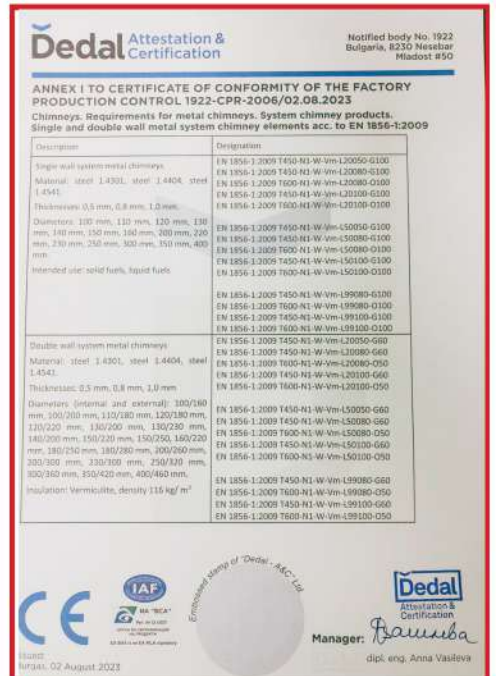 Dedal Attestation & Certification
Notified body No. 1922
Bulgaria, 8230 Nesebar
Mladost #50
ANNEX I TO CERTIFICATE OF CONFORMITY OF THE FACTORY
PRODUCTION CONTROL 1922-CPR-2006/02.08.2023
Chimneys. Requirements for metal chimneys. System chimney products.
Single and double wall metal system chimney elements acc. to EN 1856-1:2009
Description
Designation
Single wall system metal chimneys
Material: steel 1.4301, steel 1.4404, steel
1.4541.
Thicknesses: 0,5 mm, 0,8 mm, 1,0 mm
Diameters: 100 mm, 110 mm, 120 mm, 130
mm, 140 mm, 150 mm, 160 mm, 200 mm, 220
mm, 230 mm, 250 mm, 300 mm, 350 mm, 400
mm
Intended use: solid fuels, liquid fuels
EN 1856-1:2009 T450-N1-W-Vm-L20050-G100
EN 1856-1:2009 T450-N1-W-Vm-L20080-G100
EN 1856-1:2009 T600-N1-W-Vm-L20080-O100
EN 1856-1:2009 T450-N1-W-Vm-L20100-G100
EN 1856-1:2009 T600-N1-W-Vm-L20100-O100
EN 1856-1:2009 T450-N1-W-Vm-L50050-G100
EN 1856-1:2009 T450-N1-W-Vm-L50080-G100
EN 1856-1:2009 T600-N1-W-Vm-L50080-O100
EN 1856-1:2009 T450-N1-W-Vm-L50100-G100
EN 1856-1:2009 T600-N1-W-Vm-L50100-O100
EN 1856-1:2009 T450-N1-W-Vm-L99080-G100
EN 1856-1:2009 T600-N1-W-Vm-L99080-O100
EN 1856-1:2009 T450-N1-W-Vm-L99100-G100
EN 1856-1:2009 T600-N1-W-Vm-L99100-O100
Double wall system metal chimneys
Material: steel 1.4301, steel 1.4404, steel
1.4541.
Thicknesses: 0,5 mm, 0,8 mm, 1,0 mm
Diameters (internal and external): 100/160
mm, 100/200 mm, 110/180 mm, 120/180 mm,
120/220 mm, 130/200 mm, 130/230 mm,
140/200 mm, 150/220 mm, 150/250, 160/220
mm, 180/250 mm, 180/280 mm, 200/260 mm,
200/300 mm, 230/300 mm, 250/320 mm,
300/360 mm, 350/420 mm, 400/460 mm,
Insulation: Vermiculite, density 116 kg/ m³
EN 1856-1:2009 T450-N1-W-Vm-L20050-G60
EN 1856-1:2009 T450-N1-W-Vm-L20080-G60
EN 1856-1:2009 T600-N1-W-Vm-L20080-O50
EN 1856-1:2009 T450-N1-W-Vm-L20100-G60
EN 1856-1:2009 T600-N1-W-Vm-L20100-O50
EN 1856-1:2009 T450-N1-W-Vm-L50050-G60
EN 1856-1:2009 T450-N1-W-Vm-L50080-G60
EN 1856-1:2009 T600-N1-W-Vm-L50080-O50
EN 1856-1:2009 T450-N1-W-Vm-L50100-G60
EN 1856-1:2009 T600-N1-W-Vm-L50100-O50
EN 1856-1:2009 T450-N1-W-Vm-L99080-G60
EN 1856-1:2009 T600-N1-W-Vm-L99080-O50
EN 1856-1:2009 T450-N1-W-Vm-L99100-G60
EN 1856-1:2009 T600-N1-W-Vm-L99100-O50
CE
IAF
ИА "БСА"
Embossed stamp of "Dedal - A&C" Ltd
Dedal
Attestation &
Certification
Manager:
dipl. eng. Anna Vasileva
Issued:
Burgas, 02 August 2023